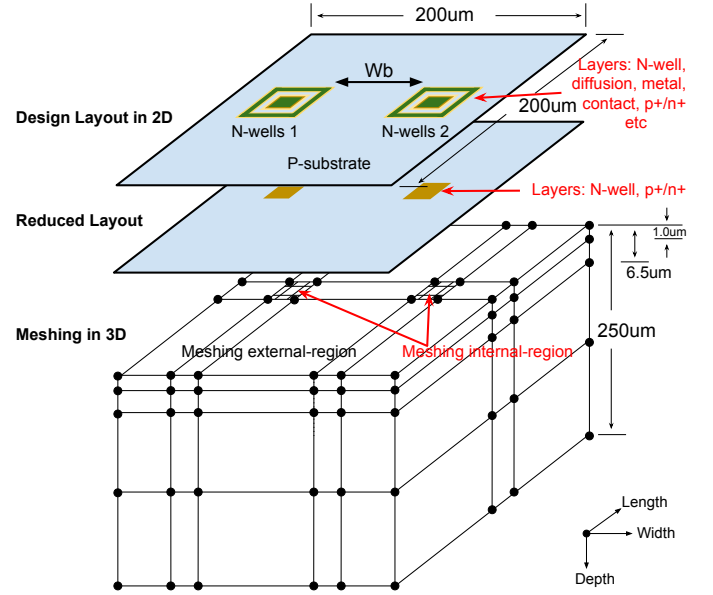 200um
Layers: N-well,
diffusion, metal,
contact, p+/n+
etc
Wb
200um
Design Layout in 2D
N-wells 1
N-wells 2
P-substrate
Layers: N-well, p+/n+
Reduced Layout
1.0um
6.5um
250um
Meshing in 3D
Meshing external-region
Meshing internal-region
Length
Width
Depth